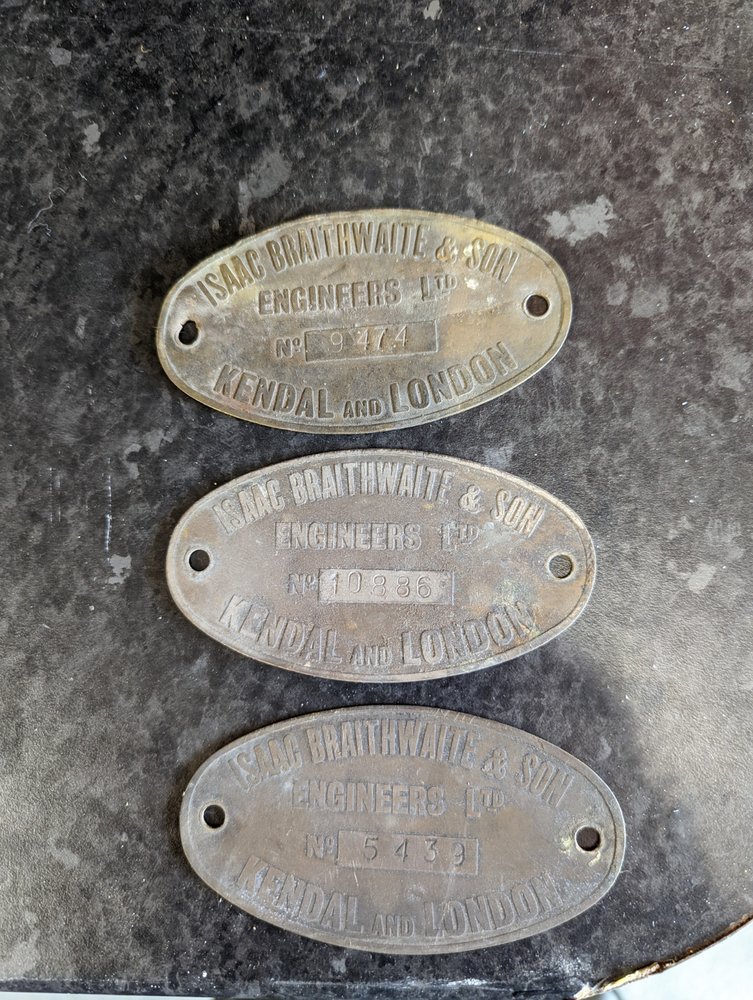 ISAAC BRAITHWAITE & SON
ENGINEERS LTD
Nº 9474
KENDAL AND LONDON
ISAAC BRAITHWAITE & SON
ENGINEERS LTD
Nº 10886
KENDAL AND LONDON
ISAAC BRAITHWAITE & SON
ENGINEERS LTD
Nº 5439
KENDAL AND LONDON